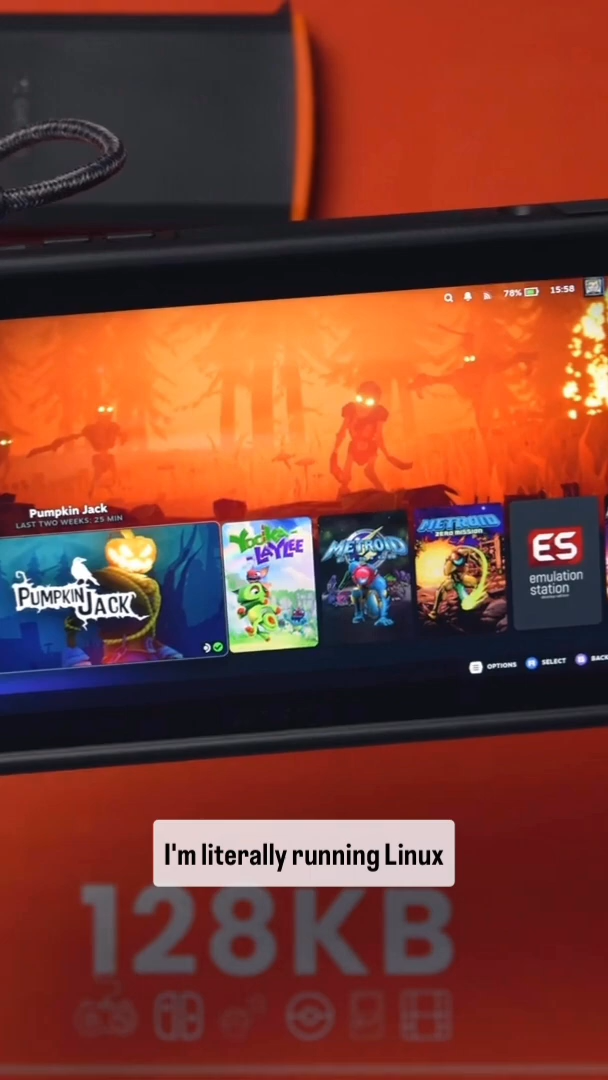 78% 15:58
Pumpkin Jack
LAST TWO WEEKS: 25 MIN
PUMPKIN JACK
YOOKA-LAYLEE
METROID
METROID
ZERO MISSION
ES
emulation
station
OPTIONS SELECT BACK
I'm literally running Linux
128KB